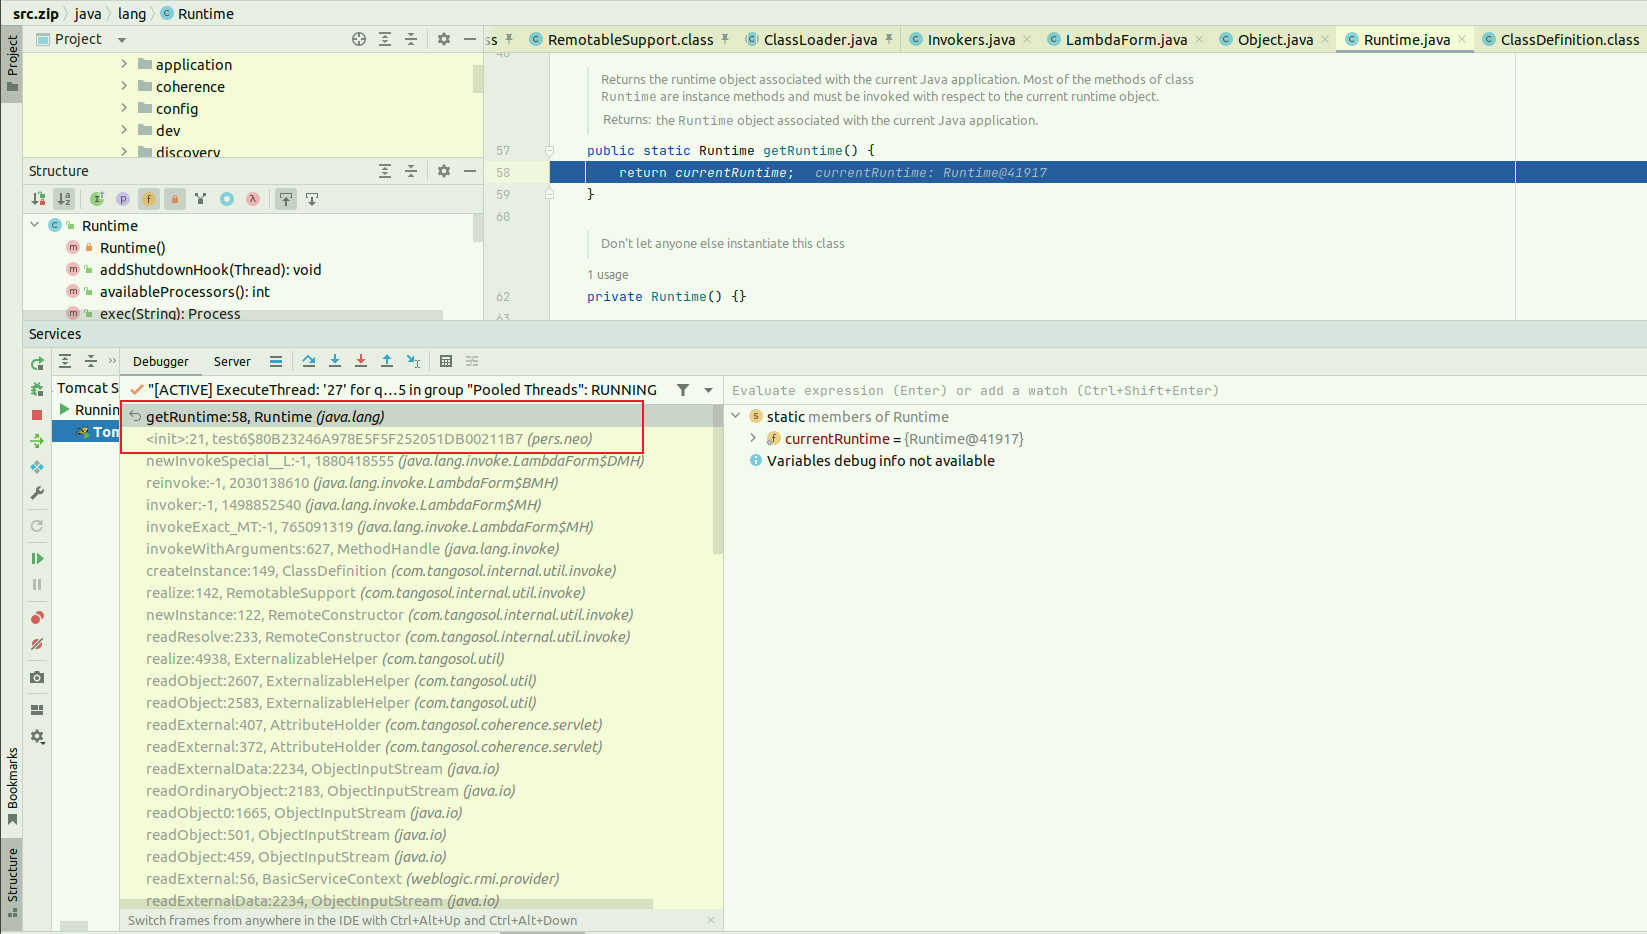 src.zip java lang Runtime
Project
ss RemotableSupport.class ClassLoader.java Invokers.java LambdaForm.java Object.java Runtime.java ClassDefinition.class
Project
application
coherence
config
dev
discovery
Structure
Runtime
Runtime()
addShutdownHook(Thread): void
availableProcessors(): int
exec(String): Process
48
Returns the runtime object associated with the current Java application. Most of the methods of class
Runtime are instance methods and must be invoked with respect to the current runtime object.
Returns: the Runtime object associated with the current Java application.
57 public static Runtime getRuntime() {
58 return currentRuntime; currentRuntime: Runtime@41917
59 }
60
Don't let anyone else instantiate this class
1 usage
62 private Runtime() {}
63
Services
Debugger Server
Tomcat S
Runnin
Tom
"[ACTIVE] ExecuteThread: '27' for q...5 in group "Pooled Threads": RUNNING
getRuntime:58, Runtime (java.lang)
<init>:21, test6$80B23246A978E5F5F252051DB00211B7 (pers.neo)
newInvokeSpecial__L:-1, 1880418555 (java.lang.invoke.LambdaForm$DMH)
reinvoke:-1, 2030138610 (java.lang.invoke.LambdaForm$BMH)
invoker:-1, 1498852540 (java.lang.invoke.LambdaForm$MH)
invokeExact_MT:-1, 765091319 (java.lang.invoke.LambdaForm$MH)
invokeWithArguments:627, MethodHandle (java.lang.invoke)
createInstance:149, ClassDefinition (com.tangosol.internal.util.invoke)
realize:142, RemotableSupport (com.tangosol.internal.util.invoke)
newInstance:122, RemoteConstructor (com.tangosol.internal.util.invoke)
readResolve:233, RemoteConstructor (com.tangosol.internal.util.invoke)
realize:4938, ExternalizableHelper (com.tangosol.util)
readObject:2607, ExternalizableHelper (com.tangosol.util)
readObject:2583, ExternalizableHelper (com.tangosol.util)
readExternal:407, AttributeHolder (com.tangosol.coherence.servlet)
readExternal:372, AttributeHolder (com.tangosol.coherence.servlet)
readExternalData:2234, ObjectInputStream (java.io)
readOrdinaryObject:2183, ObjectInputStream (java.io)
readObject0:1665, ObjectInputStream (java.io)
readObject:501, ObjectInputStream (java.io)
readObject:459, ObjectInputStream (java.io)
readExternal:56, BasicServiceContext (weblogic.rmi.provider)
readExternalData:2234, ObjectInputStream (java.io)
Switch frames from anywhere in the IDE with Ctrl+Alt+Up and Ctrl+Alt+Down
Evaluate expression (Enter) or add a watch (Ctrl+Shift+Enter)
static members of Runtime
currentRuntime = {Runtime@41917}
Variables debug info not available
Bookmarks
Structure